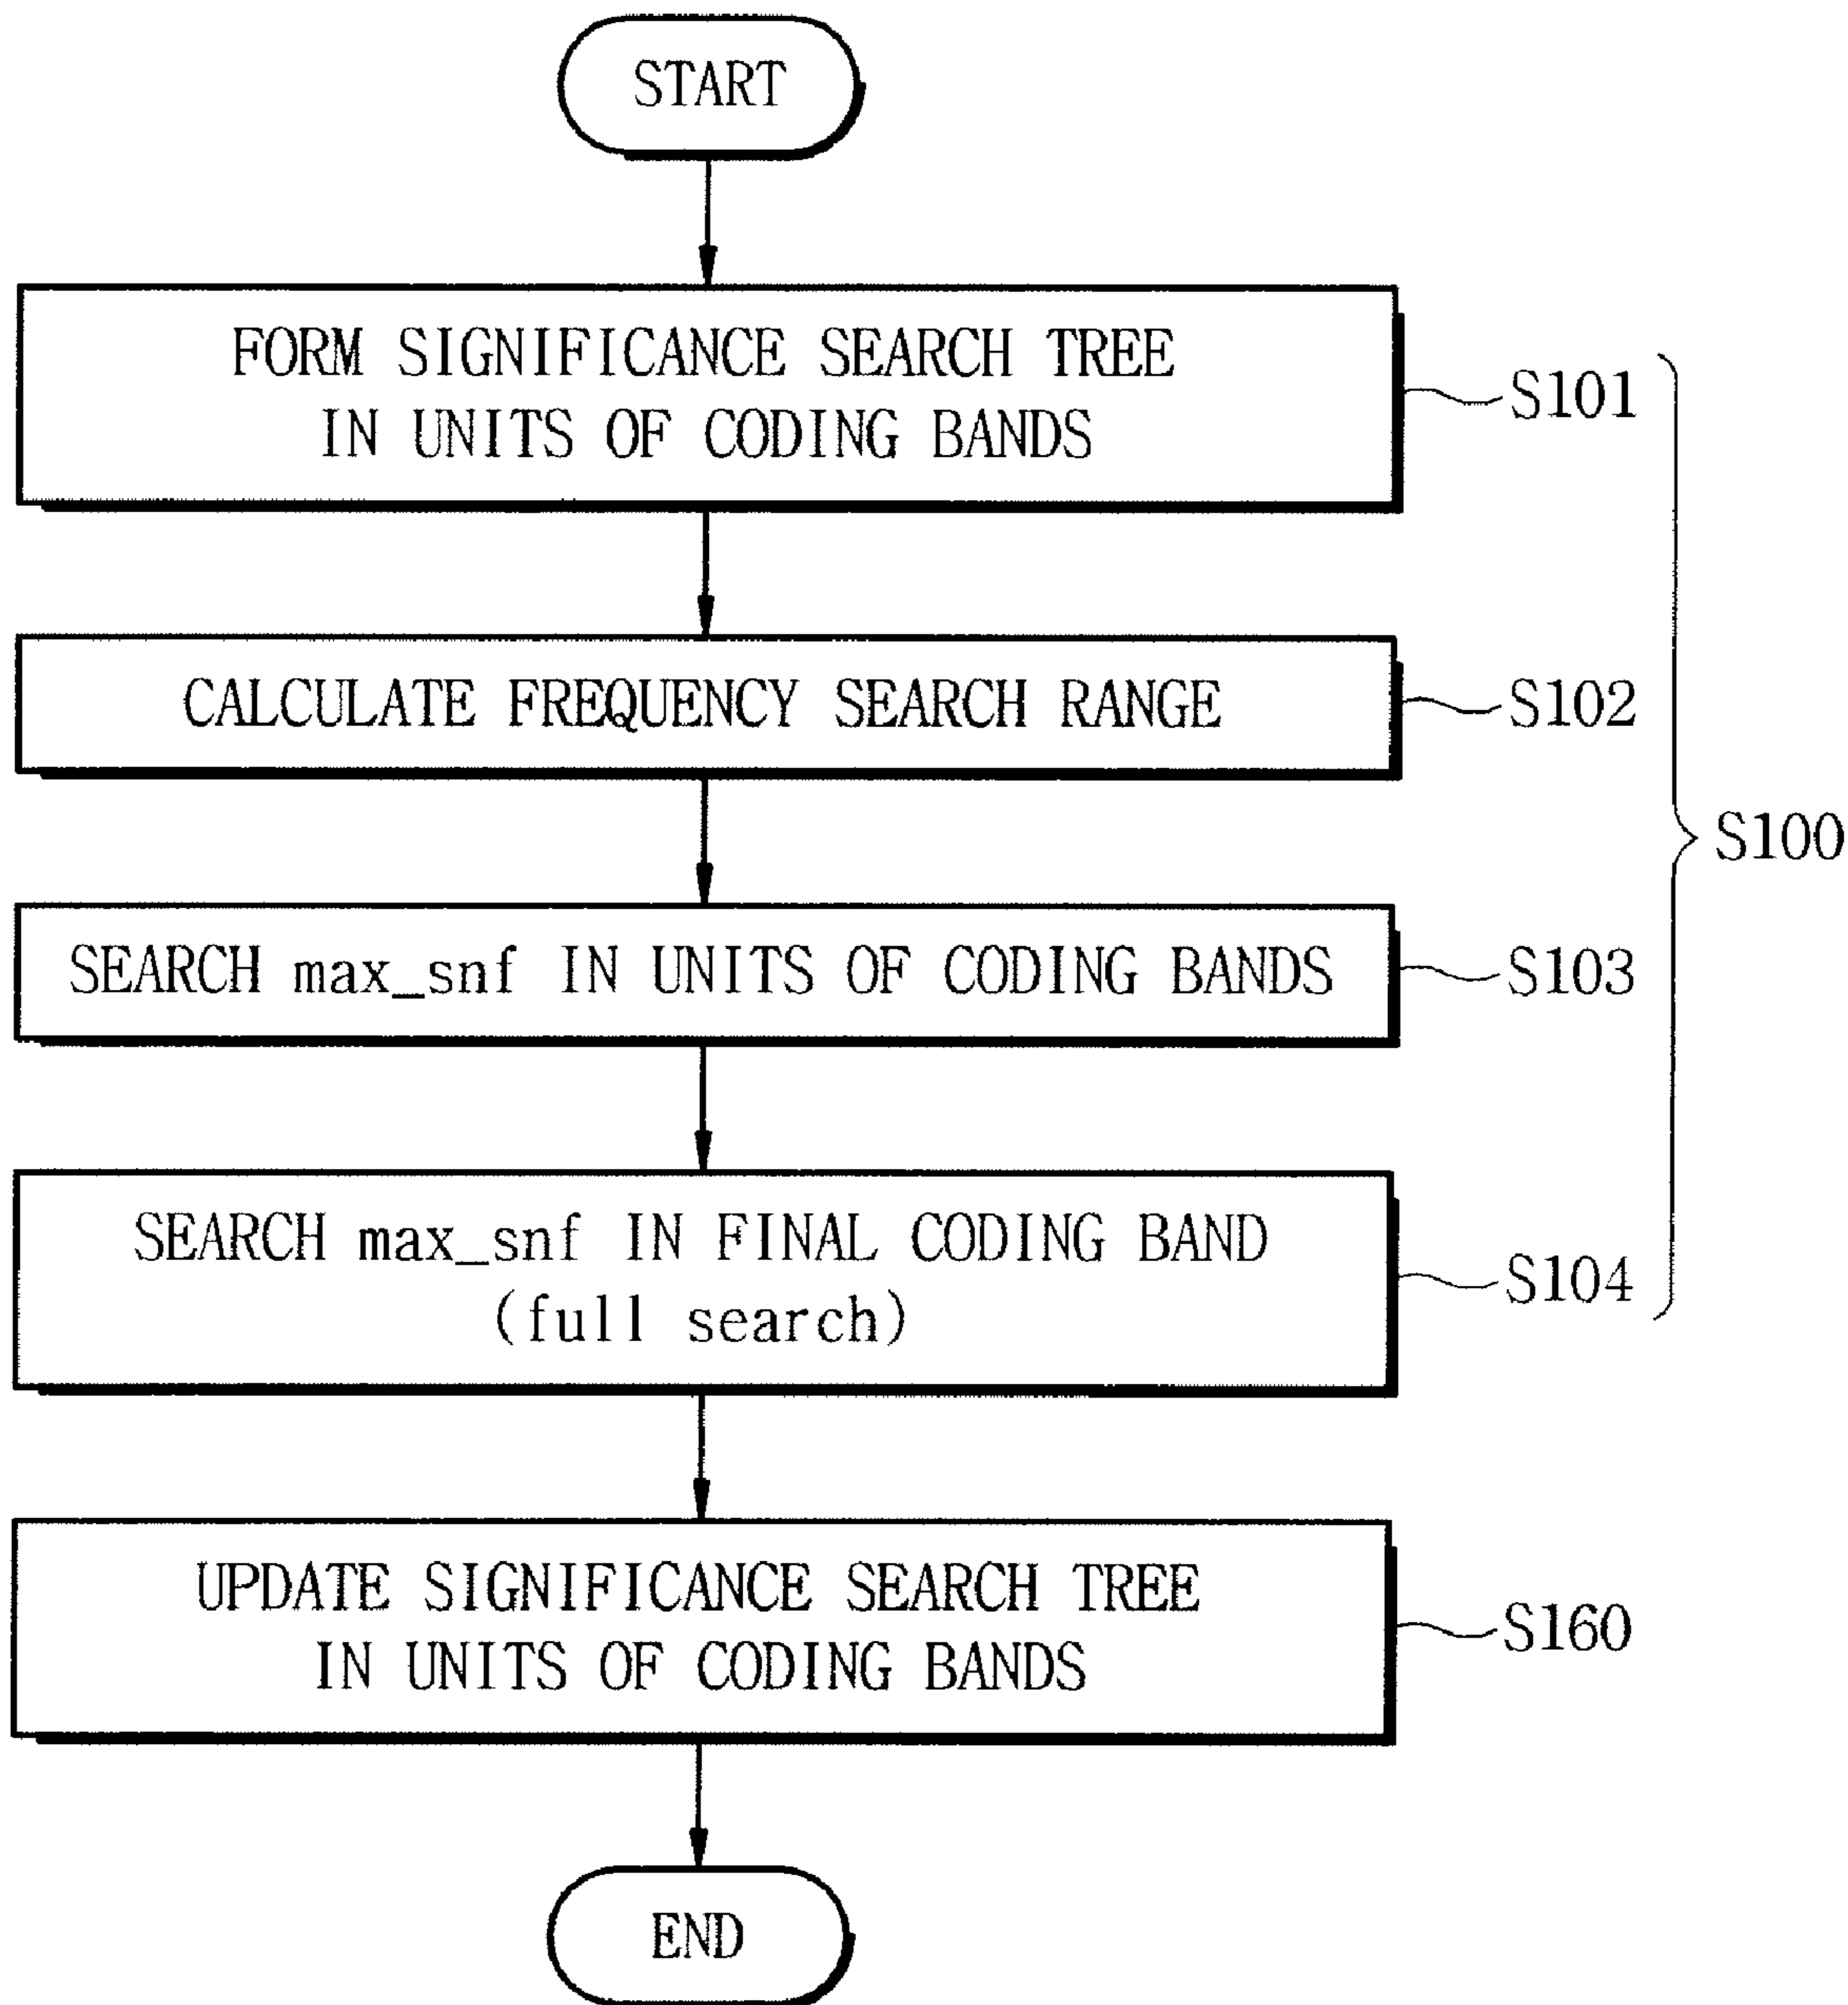 START
FORM SIGNIFICANCE SEARCH TREE
IN UNITS OF CODING BANDS
S101
CALCULATE FREQUENCY SEARCH RANGE
S102
S100
SEARCH max_snf IN UNITS OF CODING BANDS
S103
SEARCH max_snf IN FINAL CODING BAND
(full search)
S104
UPDATE SIGNIFICANCE SEARCH TREE
IN UNITS OF CODING BANDS
S160
END